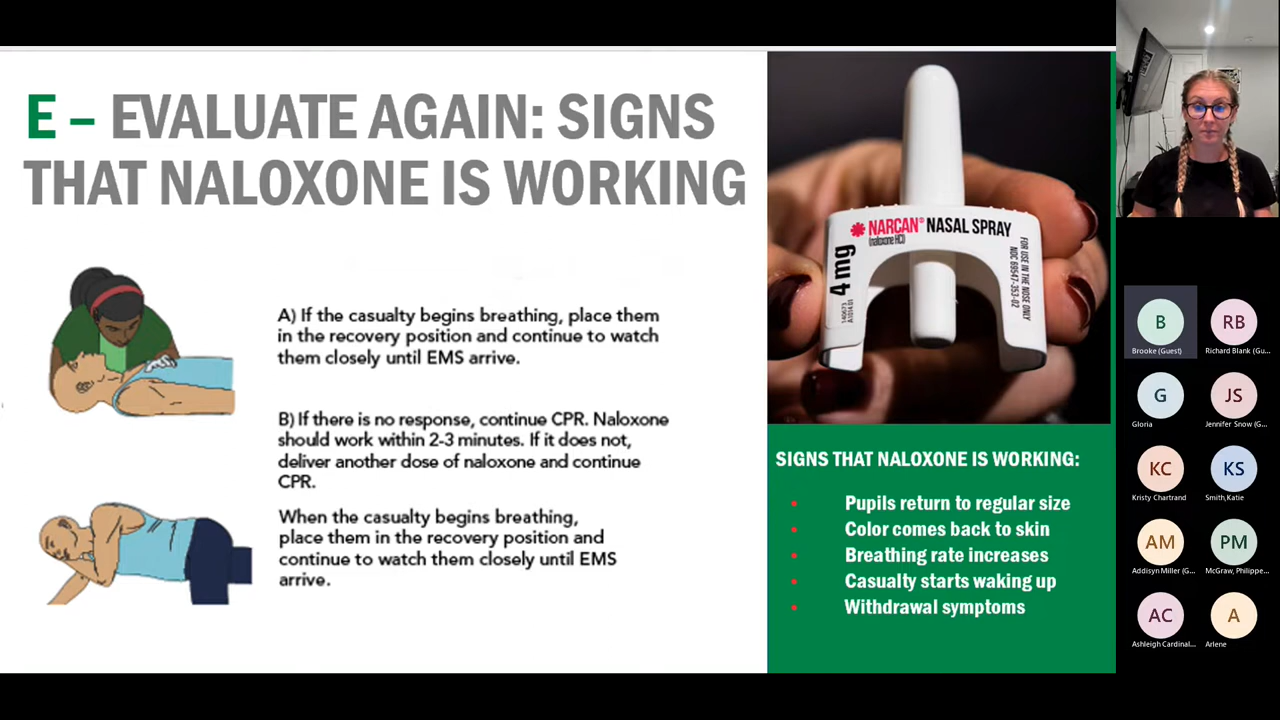 E – EVALUATE AGAIN: SIGNS
THAT NALOXONE IS WORKING
A) If the casualty begins breathing, place them
in the recovery position and continue to watch
them closely until EMS arrive.
B) If there is no response, continue CPR. Naloxone
should work within 2-3 minutes. If it does not,
deliver another dose of naloxone and continue
CPR.
When the casualty begins breathing,
place them in the recovery position and
continue to watch them closely until EMS
arrive.
NARCAN® NASAL SPRAY
(naloxone HCl)
4 mg
FOR USE IN THE NOSE ONLY
NDC 69547-353-02
SIGNS THAT NALOXONE IS WORKING:
• Pupils return to regular size
• Color comes back to skin
• Breathing rate increases
• Casualty starts waking up
• Withdrawal symptoms
B
Brooke (Guest)
RB
Richard Blank (Gu...
G
Gloria
JS
Jennifer Snow (G...
KC
Kristy Chartrand
KS
Smith,Katie
AM
Addisyn Miller (G...
PM
McGraw, Philippe...
AC
Ashleigh Cardinal...
A
Arlene